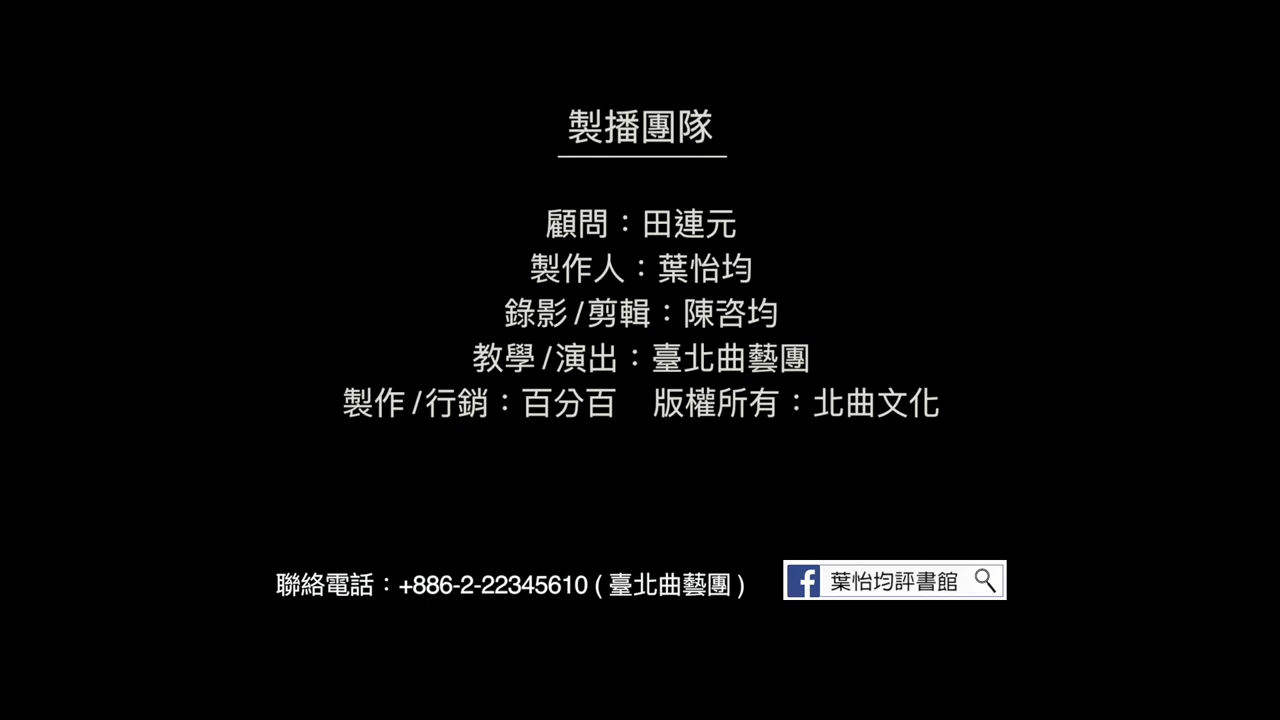 製播團隊
顧問：田連元
製作人：葉怡均
錄影/剪輯：陳咨均
教學/演出：臺北曲藝團
製作/行銷：百分百 版權所有：北曲文化
聯絡電話：+886-2-22345610 ( 臺北曲藝團 ) f 葉怡均評書館